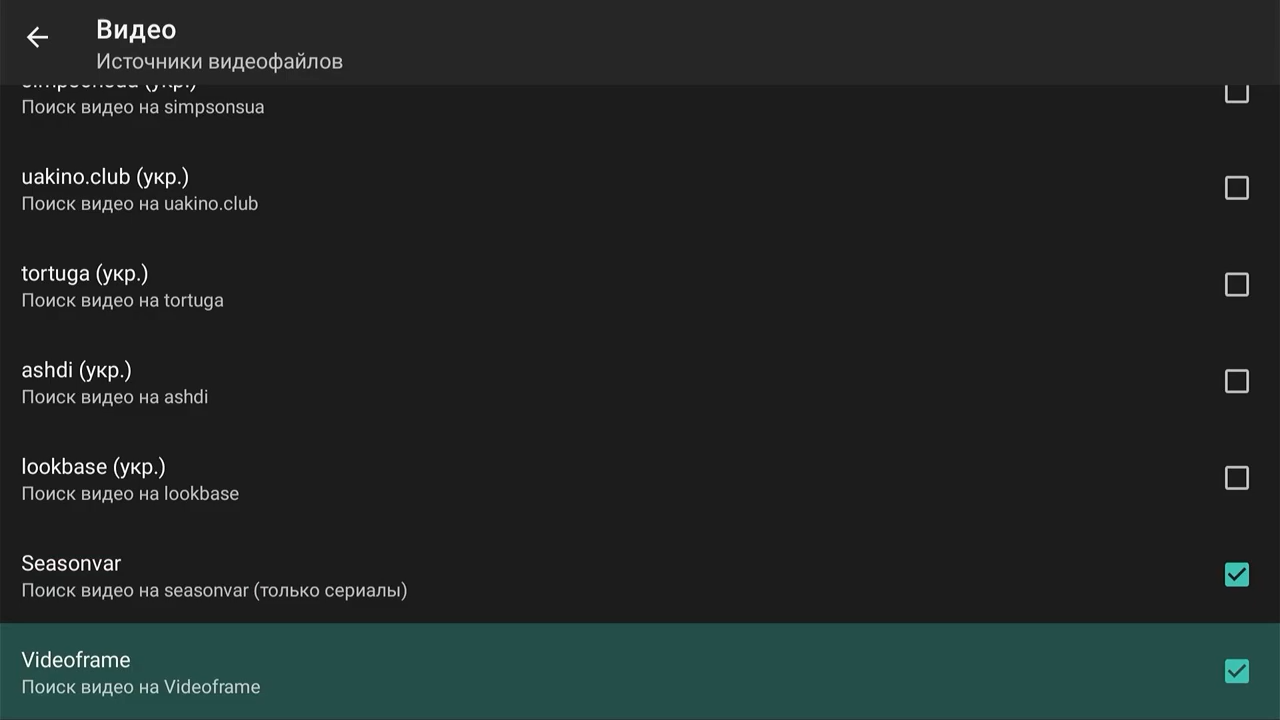 Видео
Источники видеофайлов
simpsonsua (укр.)
Поиск видео на simpsonsua
uakino.club (укр.)
Поиск видео на uakino.club
tortuga (укр.)
Поиск видео на tortuga
ashdi (укр.)
Поиск видео на ashdi
lookbase (укр.)
Поиск видео на lookbase
Seasonvar
Поиск видео на seasonvar (только сериалы)
Videoframe
Поиск видео на Videoframe